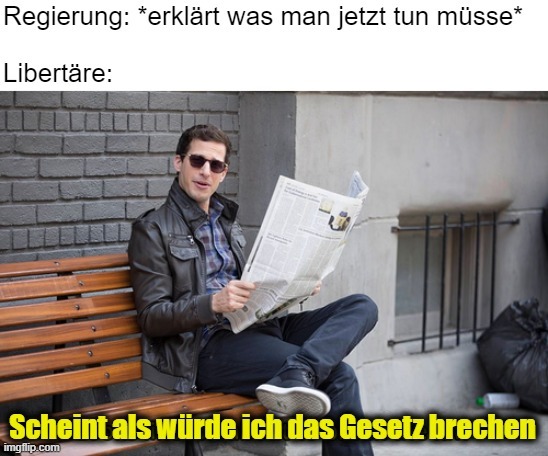 Regierung: *erklärt was man jetzt tun müsse*
Libertäre:
Scheint als würde ich das Gesetz brechen
imgflip.com